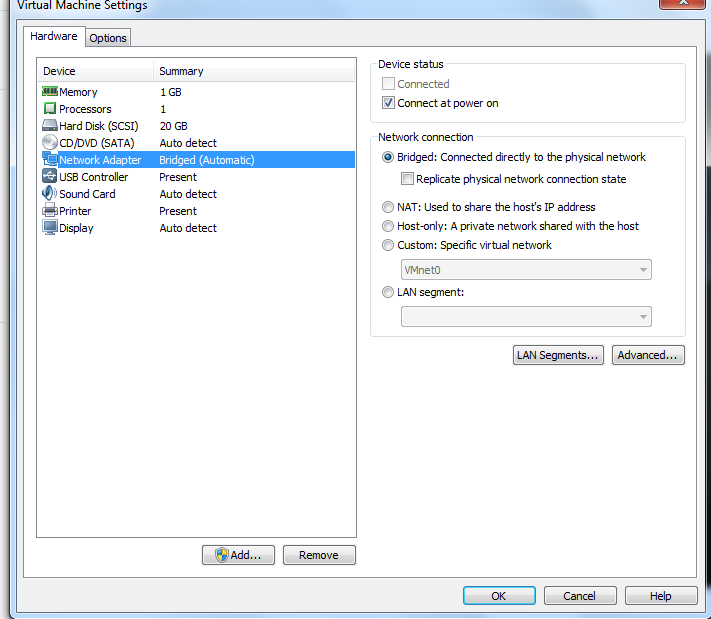 Virtual Machine Settings
Hardware
Options
Device Summary
Memory 1 GB
Processors 1
Hard Disk (SCSI) 20 GB
CD/DVD (SATA) Auto detect
Network Adapter Bridged (Automatic)
USB Controller Present
Sound Card Auto detect
Printer Present
Display Auto detect
Add...
Remove
Device status
Connected
Connect at power on
Network connection
Bridged: Connected directly to the physical network
Replicate physical network connection state
NAT: Used to share the host's IP address
Host-only: A private network shared with the host
Custom: Specific virtual network
VMnet0
LAN segment:
LAN Segments...
Advanced...
OK
Cancel
Help